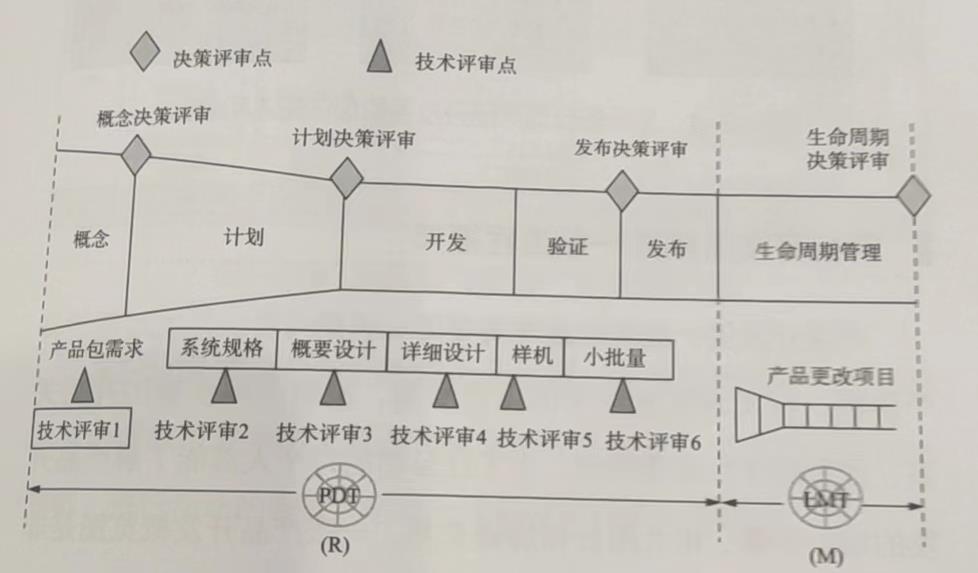 决策评审点
技术评审点
概念决策评审
计划决策评审
发布决策评审
生命周期
决策评审
概念
计划
开发
验证
发布
生命周期管理
产品包需求
系统规格
概要设计
详细设计
样机
小批量
产品更改项目
技术评审1
技术评审2
技术评审3
技术评审4
技术评审5
技术评审6
PDT
LMT
(R)
(M)